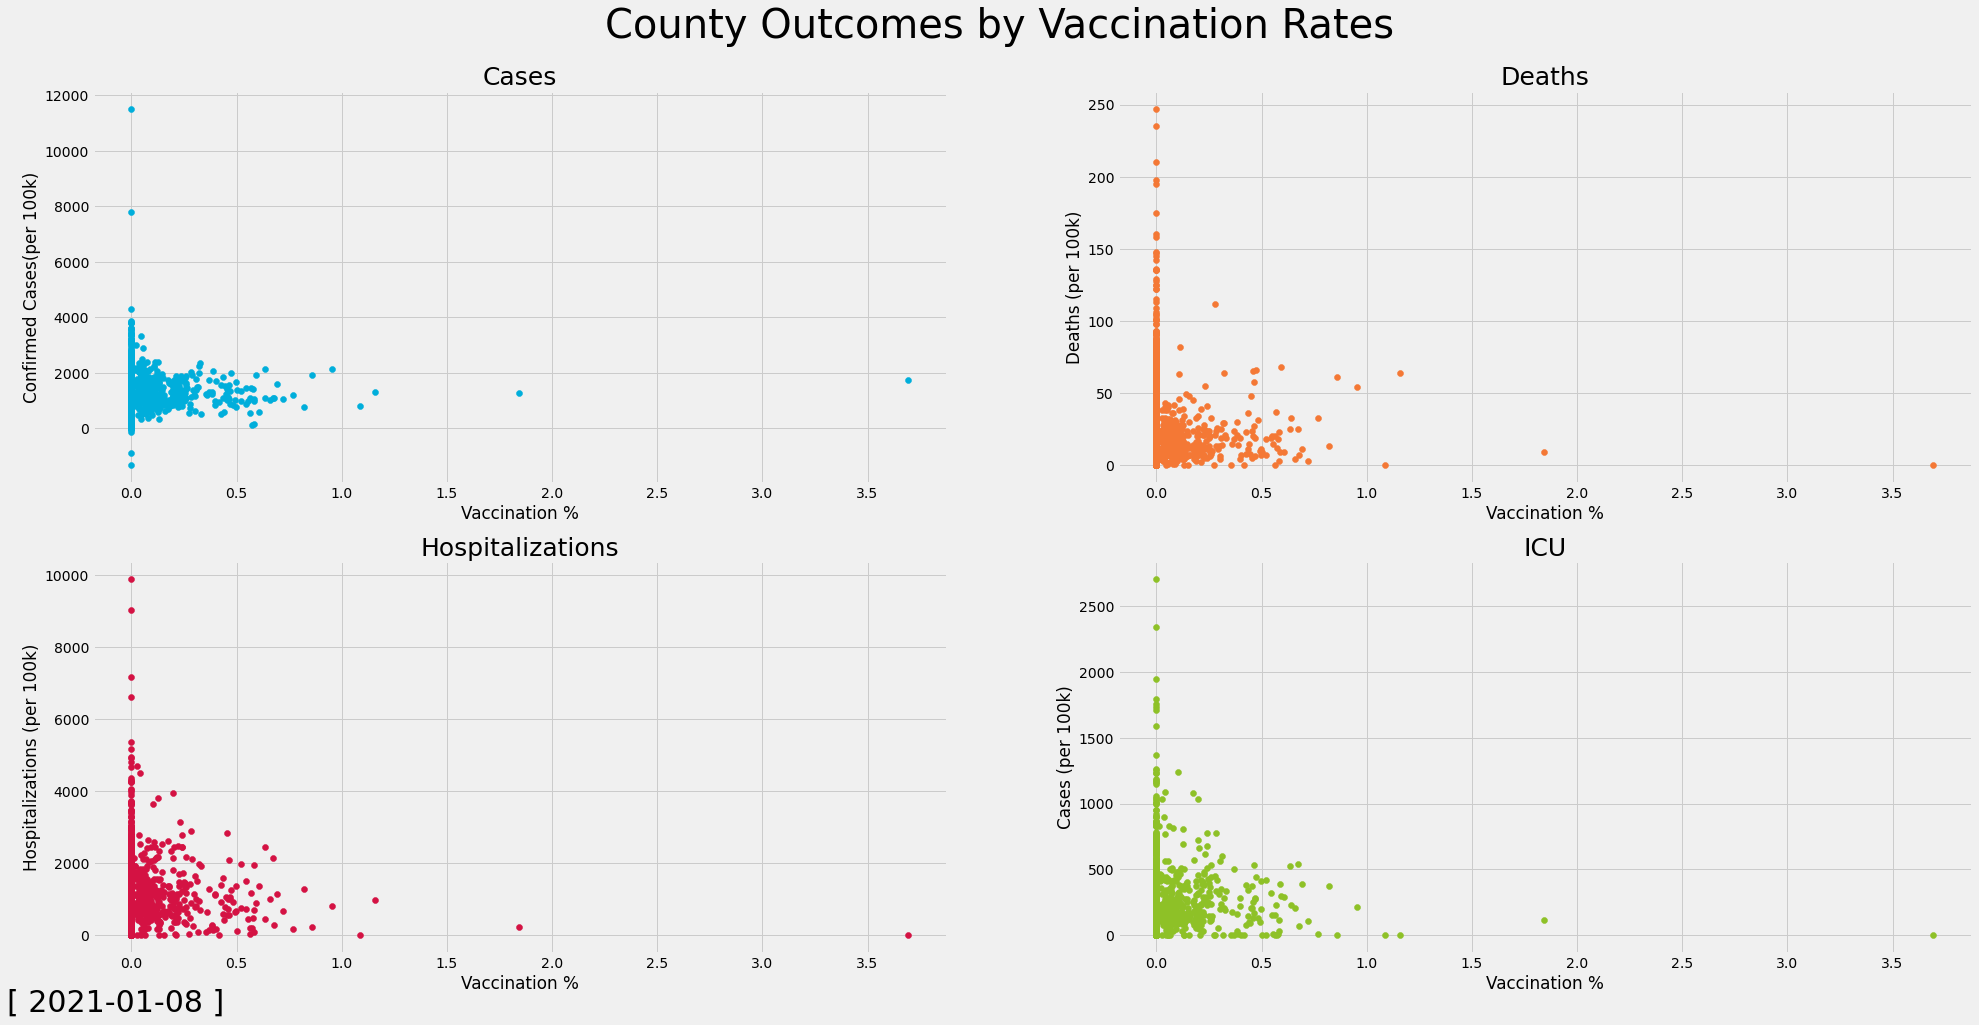 County Outcomes by Vaccination Rates
Cases
Confirmed Cases(per 100k)
12000
10000
8000
6000
4000
2000
0
0.0 0.5 1.0 1.5 2.0 2.5 3.0 3.5
Vaccination %
Deaths
Deaths (per 100k)
250
200
150
100
50
0
0.0 0.5 1.0 1.5 2.0 2.5 3.0 3.5
Vaccination %
Hospitalizations
Hospitalizations (per 100k)
10000
8000
6000
4000
2000
0
0.0 0.5 1.0 1.5 2.0 2.5 3.0 3.5
Vaccination %
ICU
Cases (per 100k)
2500
2000
1500
1000
500
0
0.0 0.5 1.0 1.5 2.0 2.5 3.0 3.5
Vaccination %
[ 2021-01-08 ]